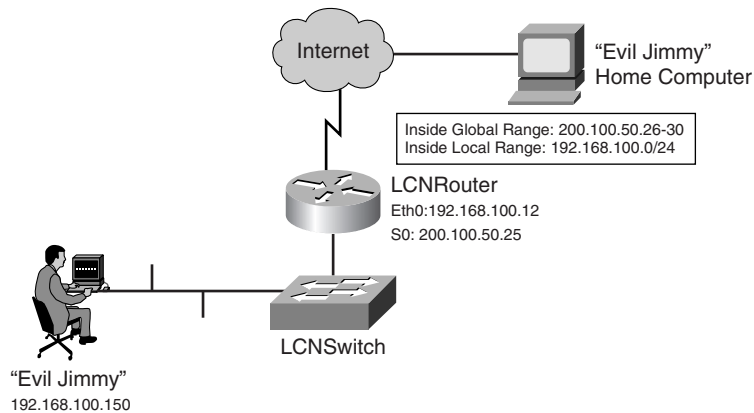 Internet
“Evil Jimmy”
Home Computer
Inside Global Range: 200.100.50.26-30
Inside Local Range: 192.168.100.0/24
LCNRouter
Eth0:192.168.100.12
S0: 200.100.50.25
LCNSwitch
“Evil Jimmy”
192.168.100.150